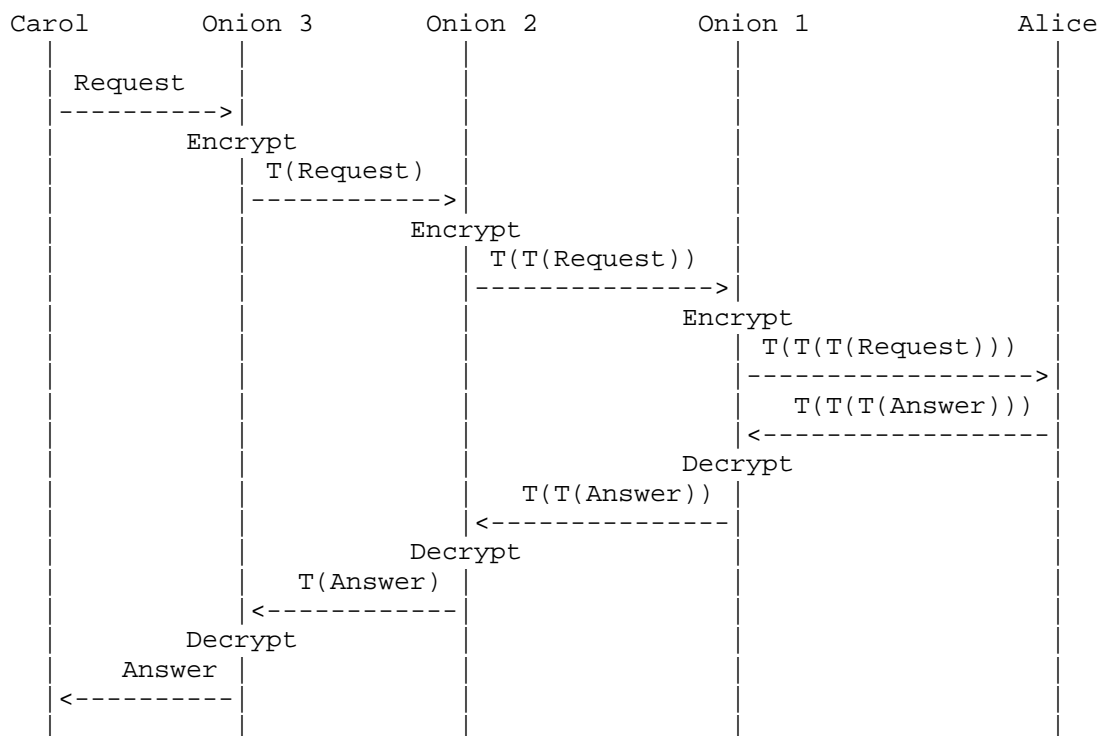 Carol Onion 3 Onion 2 Onion 1 Alice
Request
Encrypt
T(Request)
Encrypt
T(T(Request))
Encrypt
T(T(T(Request)))
T(T(T(Answer)))
Decrypt
T(T(Answer))
Decrypt
T(Answer)
Decrypt
Answer